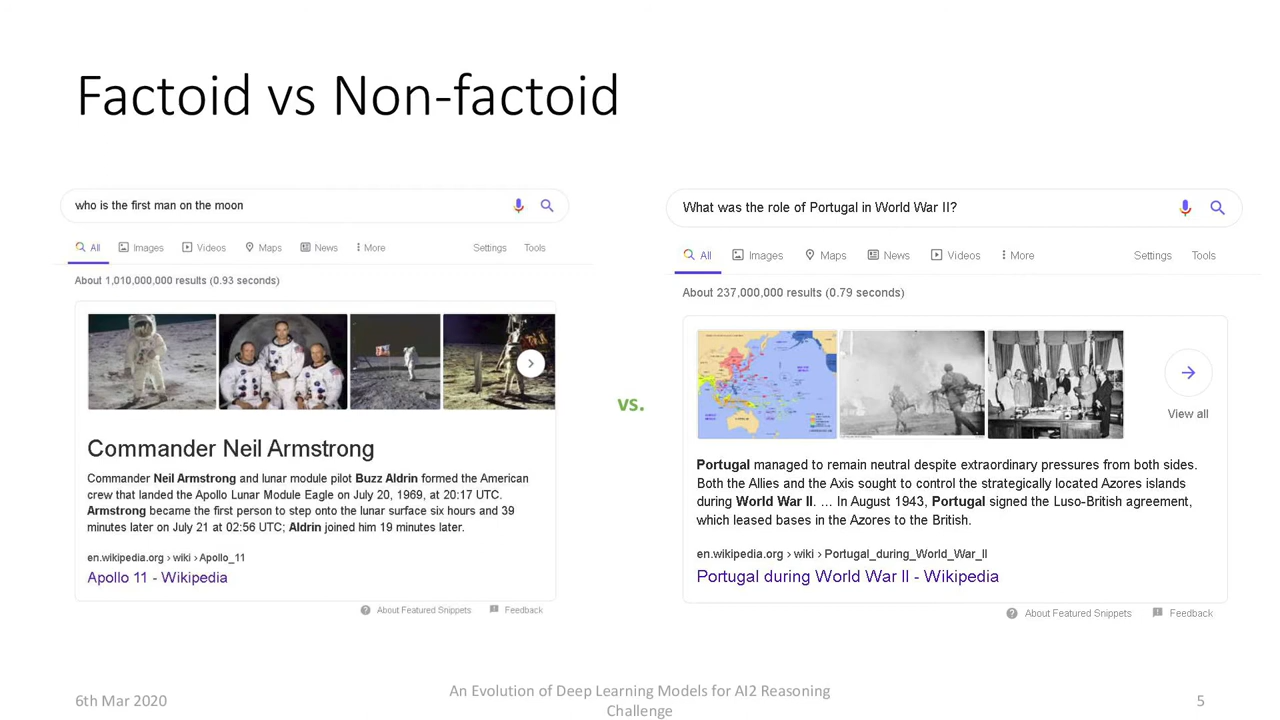 Factoid vs Non-factoid
who is the first man on the moon
All Images Videos Maps News More Settings Tools
About 1,010,000,000 results (0.93 seconds)
Commander Neil Armstrong
Commander Neil Armstrong and lunar module pilot Buzz Aldrin formed the American
crew that landed the Apollo Lunar Module Eagle on July 20, 1969, at 20:17 UTC.
Armstrong became the first person to step onto the lunar surface six hours and 39
minutes later on July 21 at 02:56 UTC; Aldrin joined him 19 minutes later.
en.wikipedia.org › wiki › Apollo_11
Apollo 11 - Wikipedia
About Featured Snippets Feedback
vs.
What was the role of Portugal in World War II?
All Images Maps News Videos More Settings Tools
About 237,000,000 results (0.79 seconds)
View all
Portugal managed to remain neutral despite extraordinary pressures from both sides.
Both the Allies and the Axis sought to control the strategically located Azores islands
during World War II. ... In August 1943, Portugal signed the Luso-British agreement,
which leased bases in the Azores to the British.
en.wikipedia.org › wiki › Portugal_during_World_War_II
Portugal during World War II - Wikipedia
About Featured Snippets Feedback
6th Mar 2020
An Evolution of Deep Learning Models for AI2 Reasoning
Challenge
5